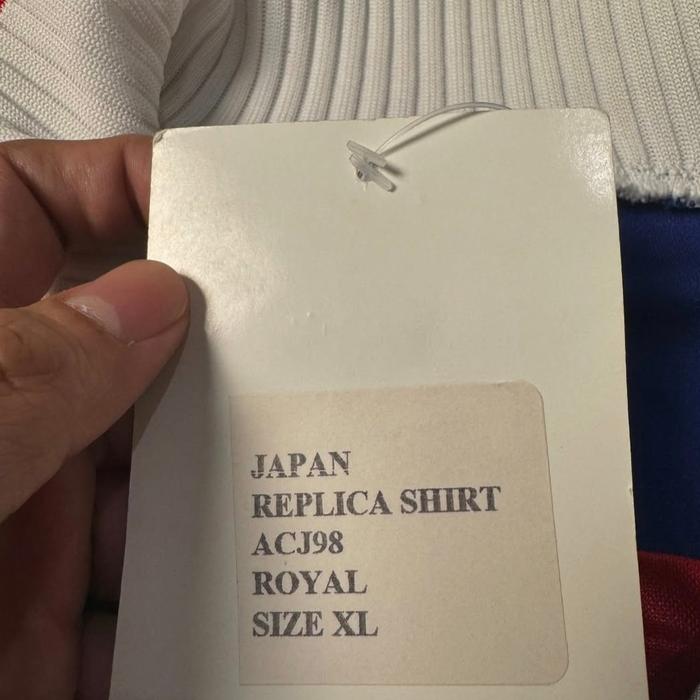 JAPAN
REPLICA SHIRT
ACJ98
ROYAL
SIZE XL